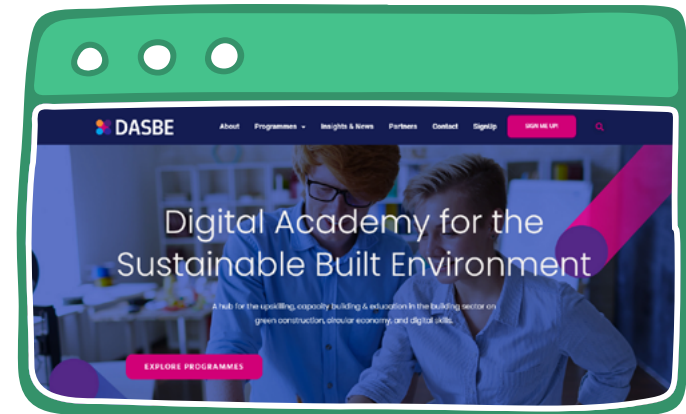 DASBE
About Programmes Insights & News Partners Contact SignUp SIGN ME UP!
Digital Academy for the
Sustainable Built Environment
A hub for the upskilling, capacity building & education in the building sector on
green construction, circular economy, and digital skills.
EXPLORE PROGRAMMES